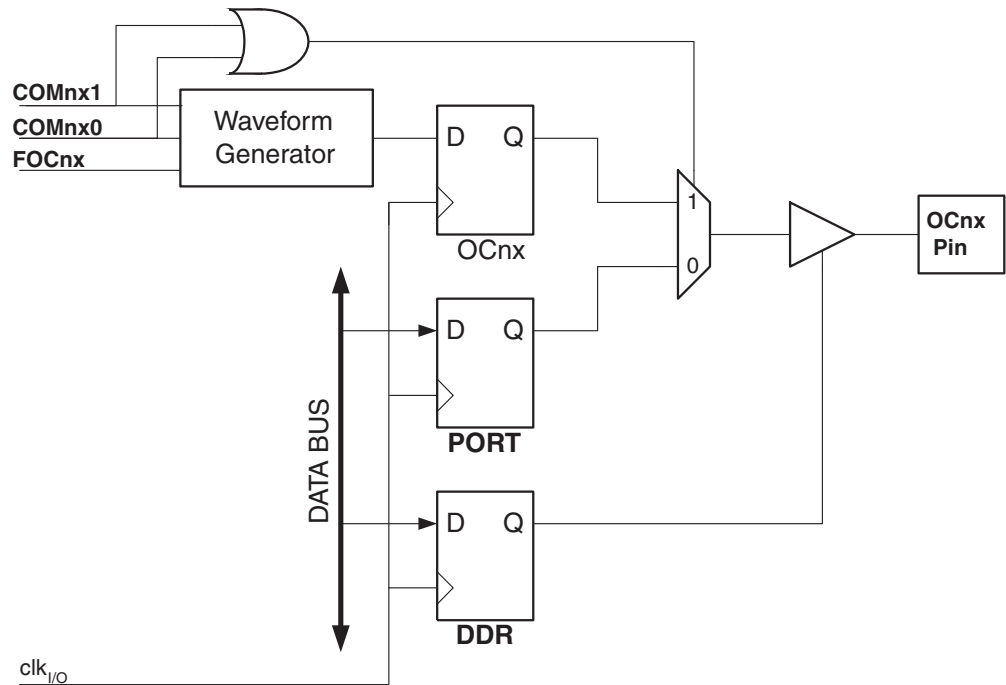 COMnx1
COMnx0
FOCnx
Waveform
Generator
D Q
OCnx
1
0
OCnx
Pin
D Q
PORT
DATA BUS
D Q
DDR
clkI/O